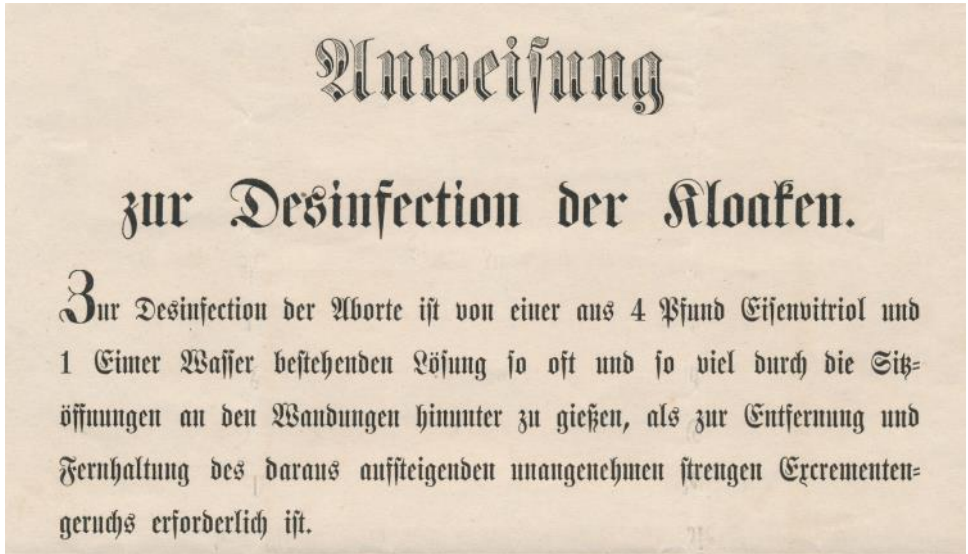 Anweisung
zur Desinfection der Kloaken.
Zur Desinfection der Aborte ist von einer aus 4 Pfund Eisenvitriol und
1 Eimer Wasser bestehenden Lösung so oft und so viel durch die Sitz-
öffnungen an den Wandungen hinunter zu gießen, als zur Entfernung und
Fernhaltung des daraus aufsteigenden unangenehmen strengen Excrementen-
geruchs erforderlich ist.